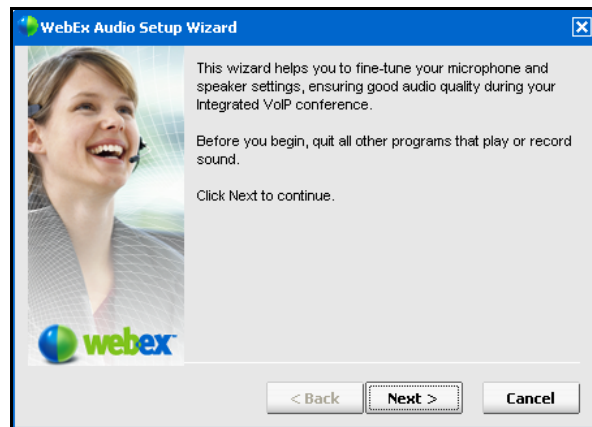 WebEx Audio Setup Wizard
This wizard helps you to fine-tune your microphone and
speaker settings, ensuring good audio quality during your
Integrated VoIP conference.
Before you begin, quit all other programs that play or record
sound.
Click Next to continue.
webex
< Back
Next >
Cancel